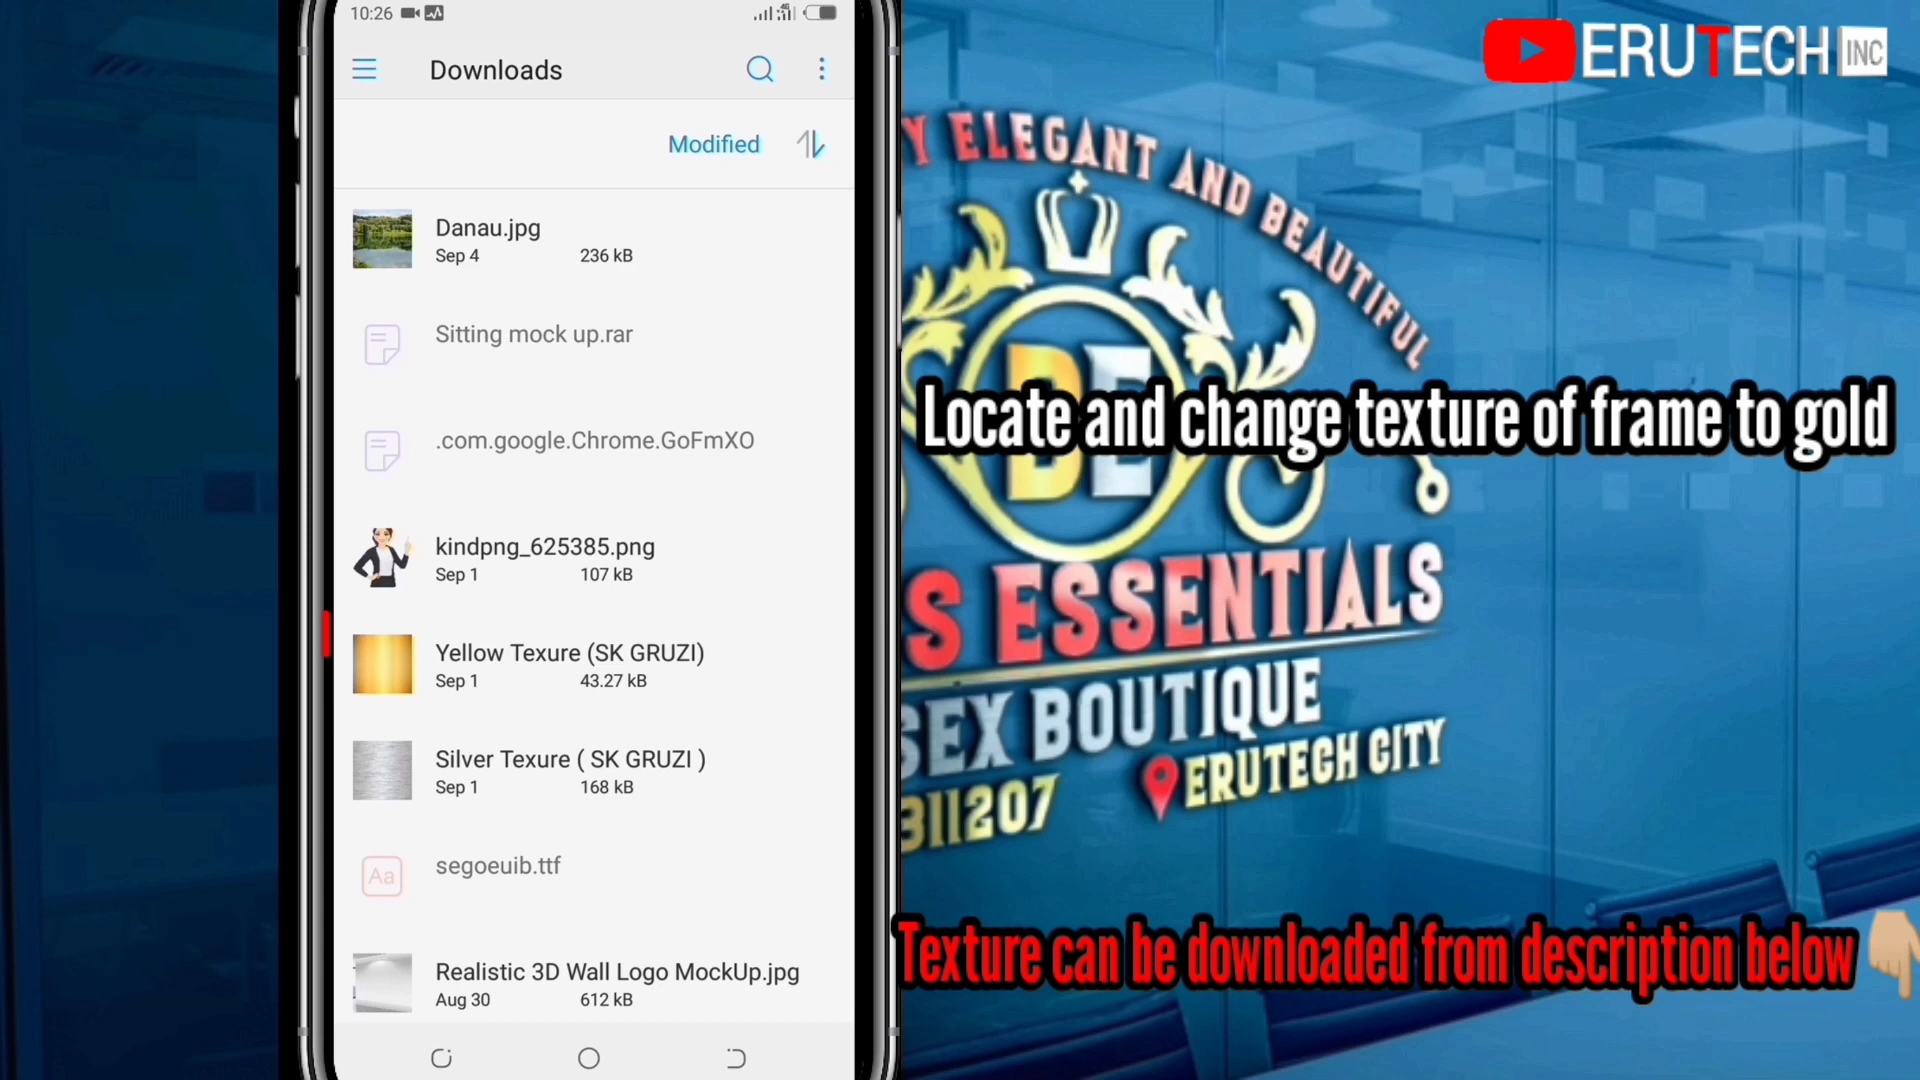 10:26
Downloads
Modified
Danau.jpg
Sep 4 236 kB
Sitting mock up.rar
.com.google.Chrome.GoFmXO
kindpng_625385.png
Sep 1 107 kB
Yellow Texure (SK GRUZI)
Sep 1 43.27 kB
Silver Texure ( SK GRUZI )
Sep 1 168 kB
Aa
segoeuib.ttf
Realistic 3D Wall Logo MockUp.jpg
Aug 30 612 kB
ERUTECH INC
Y ELEGANT AND BEAUTIFUL
BE
Locate and change texture of frame to gold
S ESSENTIALS
SEX BOUTIQUE
311207 ERUTECH CITY
Texture can be downloaded from description below